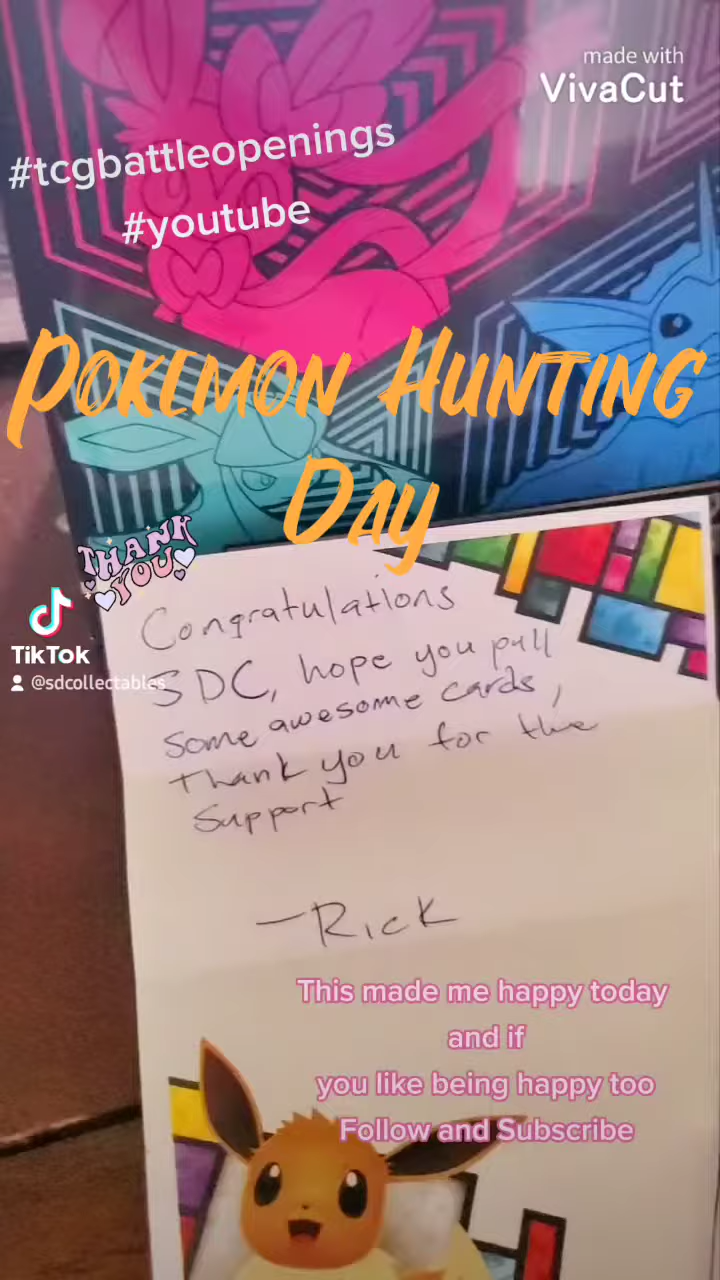 made with
VivaCut
#tcgbattleopenings
#youtube
POKEMON HUNTING
DAY
THANK
YOU
TikTok
@sdcollectables
Congratulations
SDC, hope you pull
some awesome cards,
Thank you for the
Support
—Rick
This made me happy today
and if
you like being happy too
Follow and Subscribe